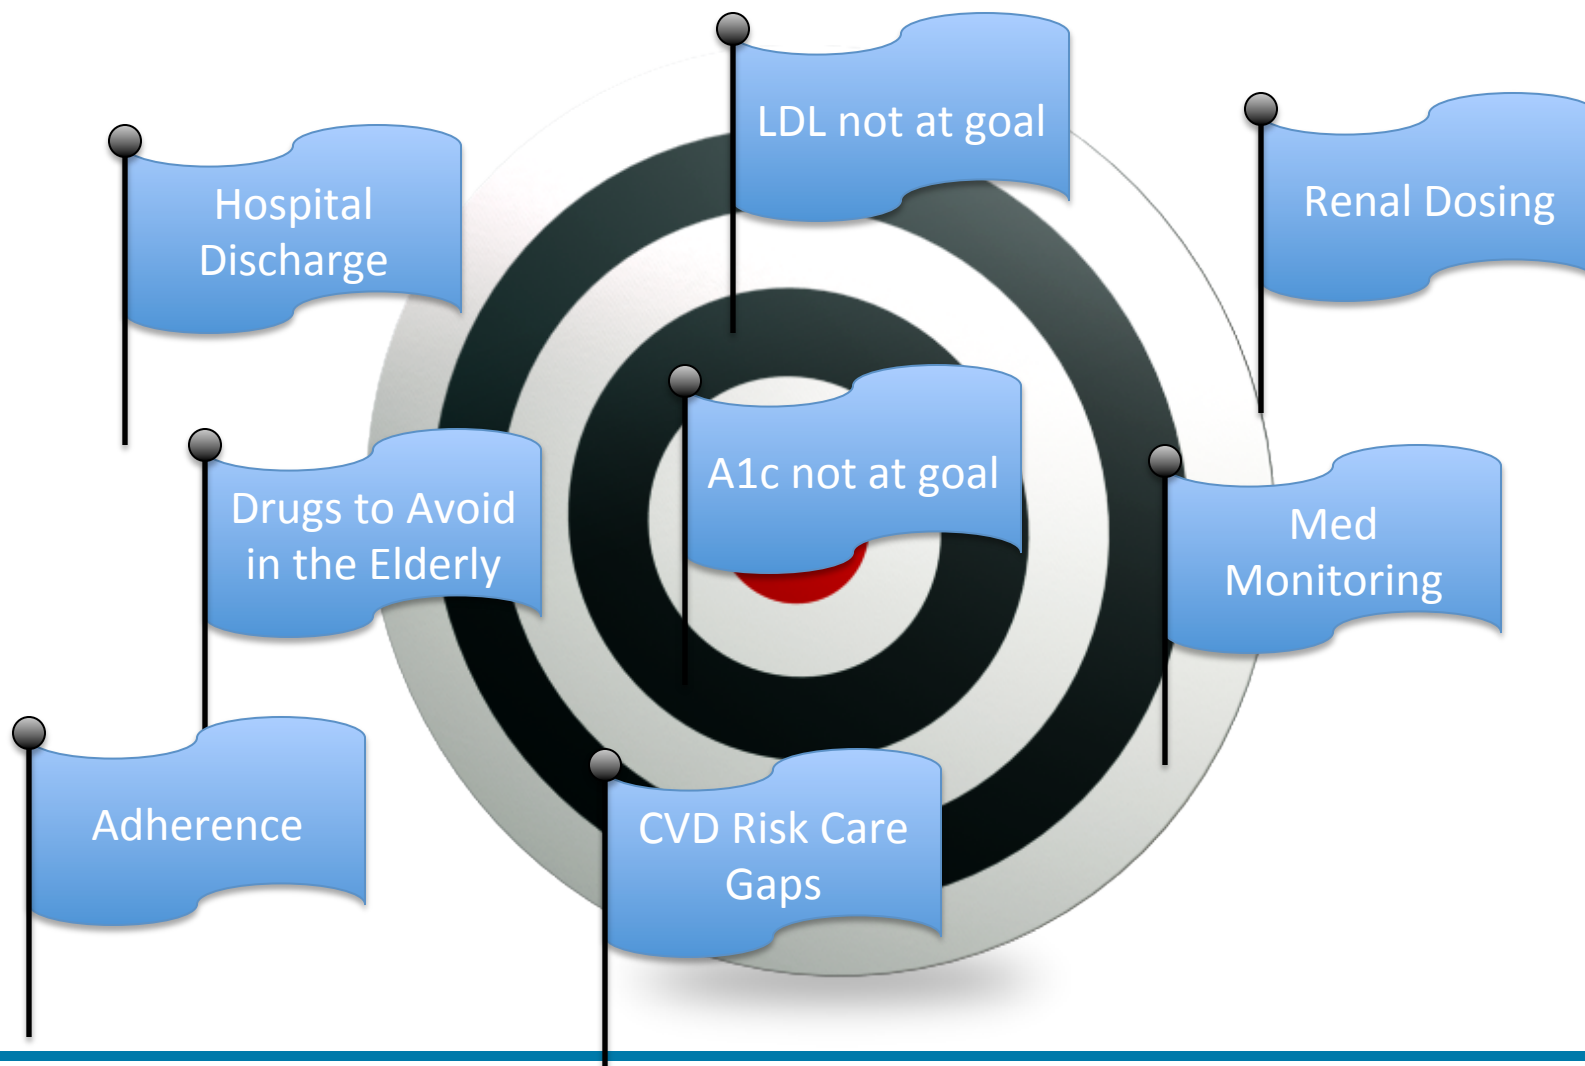 LDL not at goal
Hospital
Discharge
Renal Dosing
A1c not at goal
Drugs to Avoid
in the Elderly
Med
Monitoring
Adherence
CVD Risk Care
Gaps